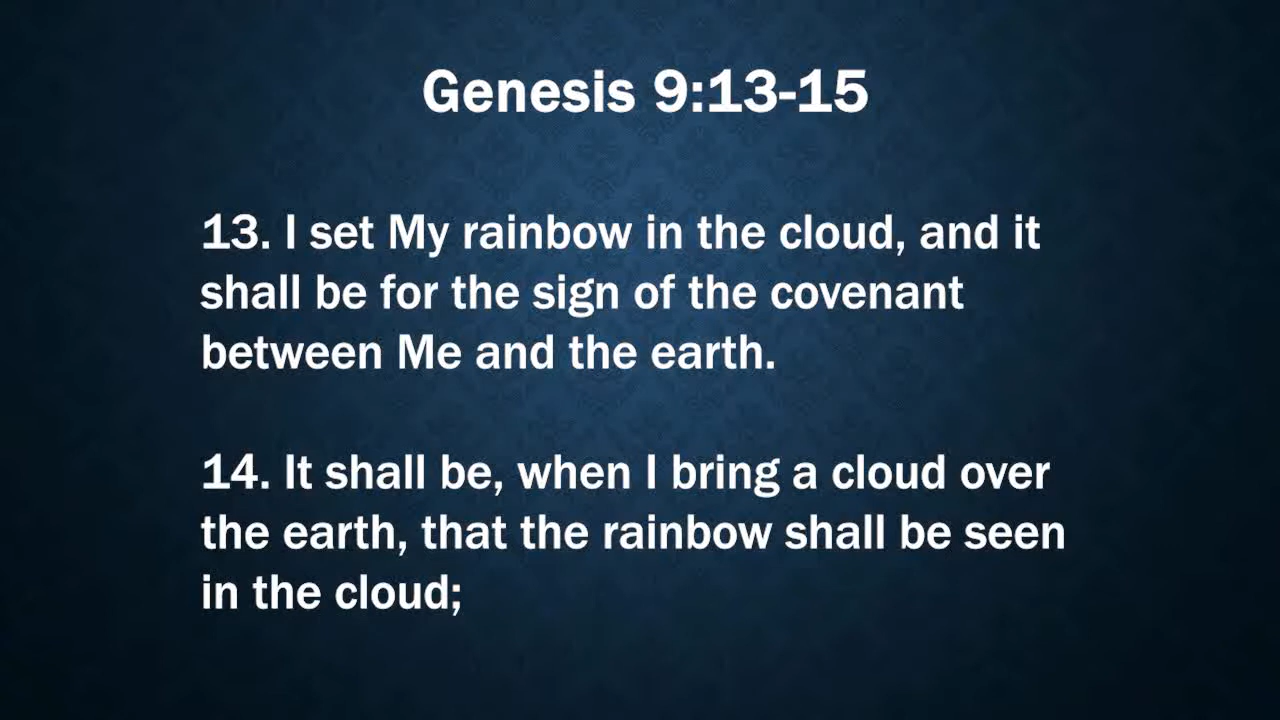 Genesis 9:13-15
13. I set My rainbow in the cloud, and it
shall be for the sign of the covenant
between Me and the earth.
14. It shall be, when I bring a cloud over
the earth, that the rainbow shall be seen
in the cloud;